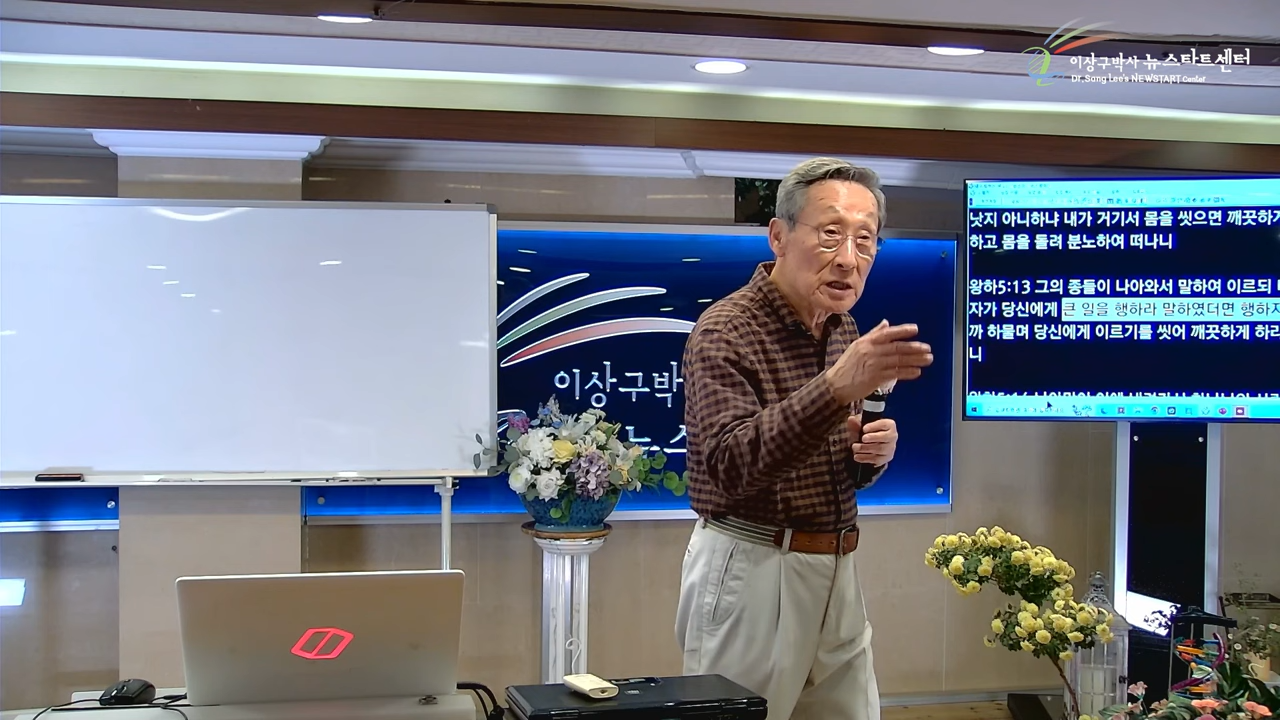 이상구박사 뉴스타트센터
Dr. Sang Lee's NEWSTART Center
낫지 아니하냐 내가 거기서 몸을 씻으면 깨끗하게
하고 몸을 돌려 분노하여 떠나니
왕하5:13 그의 종들이 나아와서 말하여 이르되
자가 당신에게 큰 일을 행하라 말하였더면 행하지
까 하물며 당신에게 이르기를 씻어 깨끗하게 하라
니
이상구박